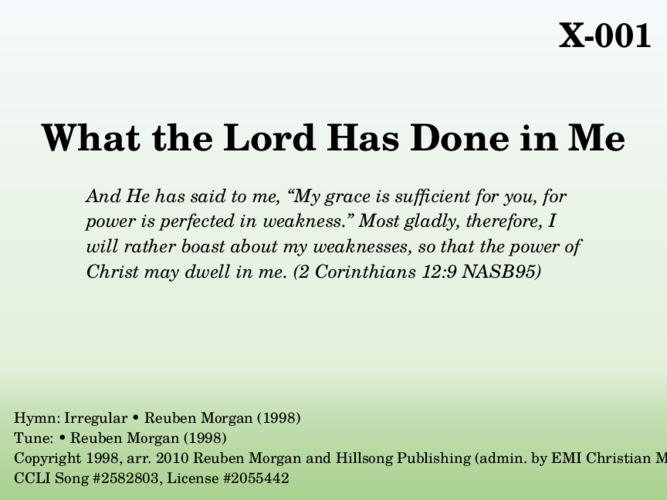 X-001
What the Lord Has Done in Me
And He has said to me, “My grace is sufficient for you, for
power is perfected in weakness.” Most gladly, therefore, I
will rather boast about my weaknesses, so that the power of
Christ may dwell in me. (2 Corinthians 12:9 NASB95)
Hymn: Irregular • Reuben Morgan (1998)
Tune: • Reuben Morgan (1998)
Copyright 1998, arr. 2010 Reuben Morgan and Hillsong Publishing (admin. by EMI Christian M
CCLI Song #2582803, License #2055442